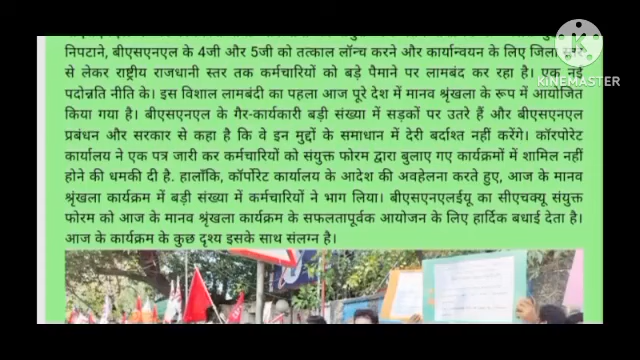 निपटाने, बीएसएनएल के 4जी और 5जी को तत्काल लॉन्च करने और कार्यान्वयन के लिए जिला स्तर
से लेकर राष्ट्रीय राजधानी स्तर तक कर्मचारियों को बड़े पैमाने पर लामबंद कर रहा है। एक नई
पदोन्नति नीति के। इस विशाल लामबंदी का पहला आज पूरे देश में मानव श्रृंखला के रूप में आयोजित
किया गया है। बीएसएनएल के गैर-कार्यकारी बड़ी संख्या में सड़कों पर उतरे हैं और बीएसएनएल
प्रबंधन और सरकार से कहा है कि वे इन मुद्दों के समाधान में देरी बर्दाश्त नहीं करेंगे। कॉरपोरेट
कार्यालय ने एक पत्र जारी कर कर्मचारियों को संयुक्त फोरम द्वारा बुलाए गए कार्यक्रमों में शामिल नहीं
होने की धमकी दी है. हालाँकि, कॉर्पोरेट कार्यालय के आदेश की अवहेलना करते हुए, आज के मानव
श्रृंखला कार्यक्रम में बड़ी संख्या में कर्मचारियों ने भाग लिया। बीएसएनएलईयू का सीएचक्यू संयुक्त
फोरम को आज के मानव श्रृंखला कार्यक्रम के सफलतापूर्वक आयोजन के लिए हार्दिक बधाई देता है।
आज के कार्यक्रम के कुछ दृश्य इसके साथ संलग्न है।
KINEMASTER